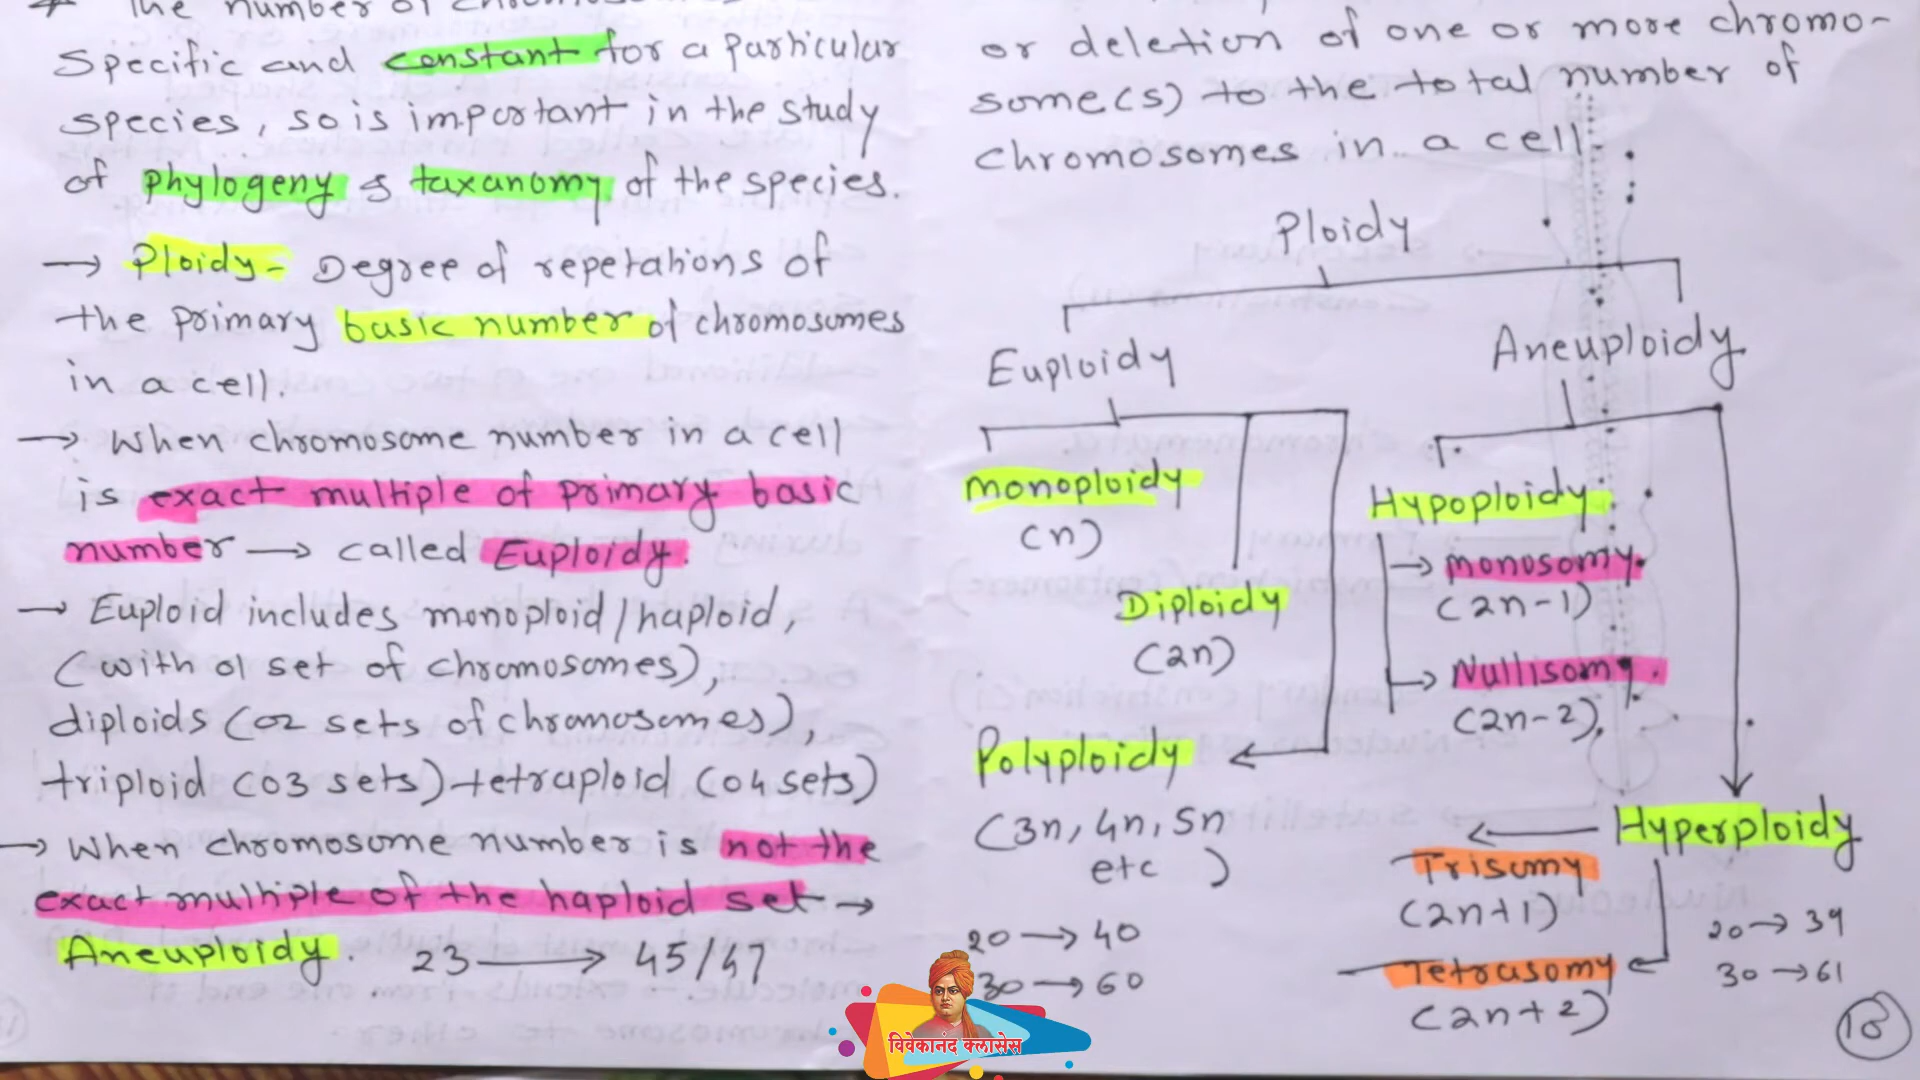 The number of chromosomes
specific and constant for a particular
species, so is important in the study
of phylogeny & taxanomy of the species.
→ Ploidy - Degree of repetations of
the primary basic number of chromosomes
in a cell.
→ When chromosome number in a cell
is exact multiple of primary basic
number → called Euploidy.
→ Euploid includes monoploid/haploid,
(with 01 set of chromosomes),
diploids (02 sets of chromosomes),
triploid (03 sets) tetraploid (04 sets)
→ When chromosome number is not the
exact multiple of the haploid set →
Aneuploidy. 23 → 45/47
or deletion of one or more chromo-
some(s) to the total number of
chromosomes in a cell.
Ploidy
Euploidy
Aneuploidy
Monoploidy
(n)
Diploidy
(2n)
Polyploidy
(3n, 4n, 5n
etc)
20 → 40
30 → 60
Hypoploidy
→ monosomy
(2n-1)
→ Nullisomy.
(2n-2),
Hyperploidy
Trisomy
(2n+1)
Tetrasomy
(2n+2)
20 → 39
30 → 61
18
विवेकानंद क्लासेस